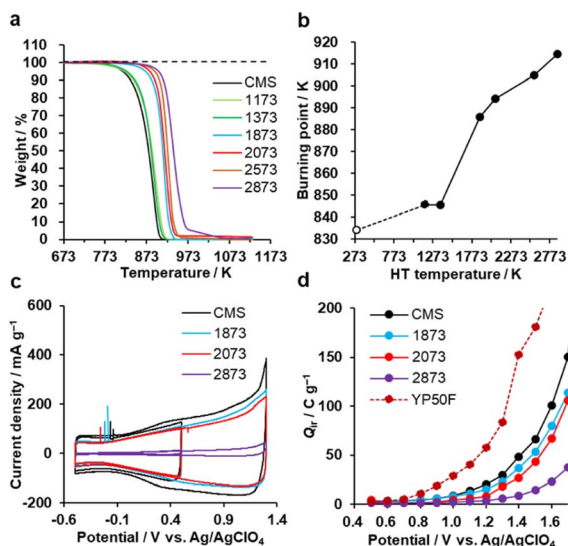 a
Weight / %
110
100
90
80
70
60
50
40
30
20
10
0
CMS
1173
1373
1873
2073
2573
2873
673 773 873 973 1073 1173
Temperature / K
b
Burning point / K
920
910
900
890
880
870
860
850
840
830
273 773 1273 1773 2273 2773
HT temperature / K
c
Current density / mA g⁻¹
600
400
200
0
-200
CMS
1873
2073
2873
-0.6 -0.1 0.4 0.9 1.4
Potential / V vs. Ag/AgClO₄
d
Qirr / C g⁻¹
200
150
100
50
0
CMS
1873
2073
2873
YP50F
0.4 0.6 0.8 1.0 1.2 1.4 1.6
Potential / V vs. Ag/AgClO₄